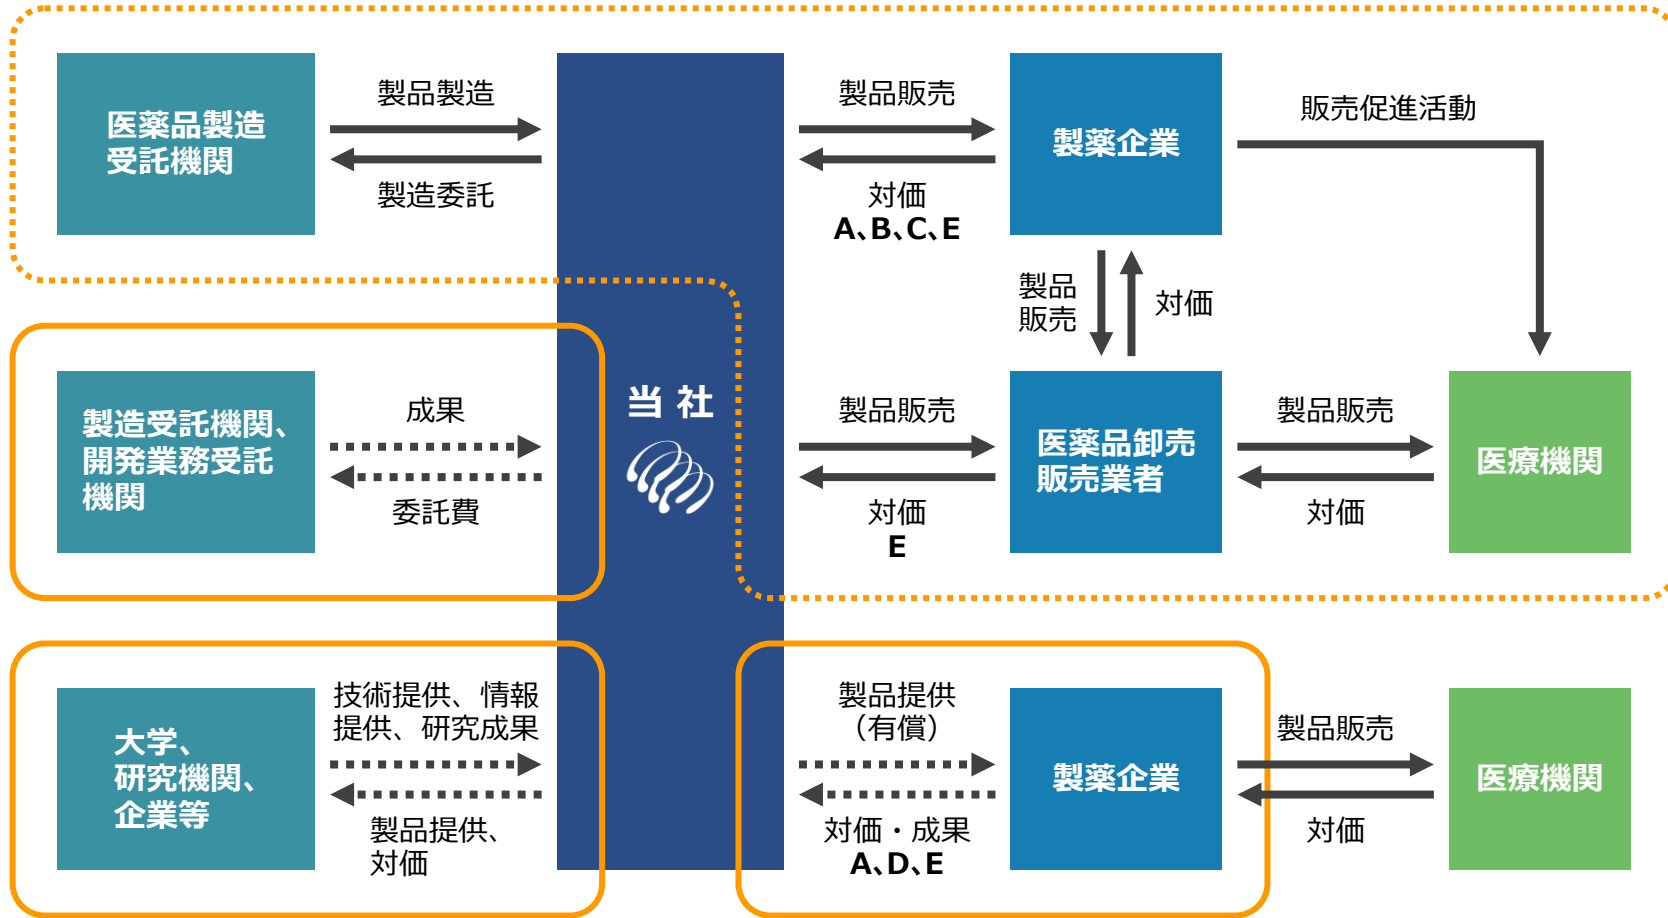 医薬品製造
受託機関
製品製造
製造委託
製品販売
対価
A、B、C、E
製薬企業
販売促進活動
製品
販売
対価
製造受託機関、
開発業務受託
機関
成果
委託費
当社
製品販売
対価
E
医薬品卸売
販売業者
製品販売
対価
医療機関
大学、
研究機関、
企業等
技術提供、情報
提供、研究成果
製品提供、
対価
製品提供
（有償）
対価・成果
A、D、E
製薬企業
製品販売
対価
医療機関